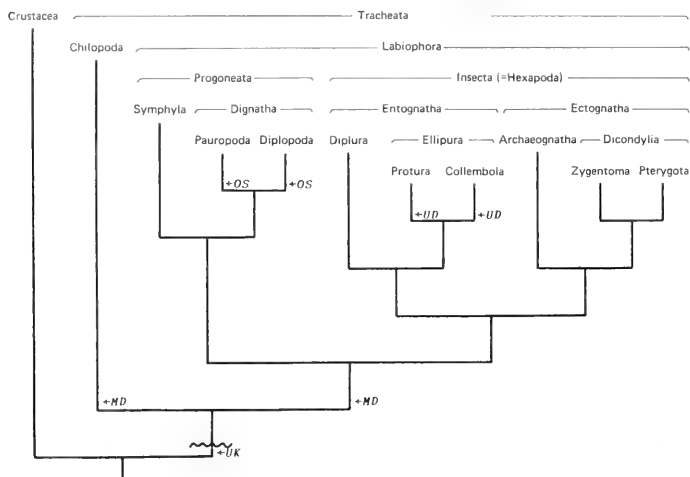 Crustacea Tracheata
Chilopoda Labiophora
Progoneata Insecta (=Hexapoda)
Symphyla Dignatha Entognatha Ectognatha
Pauropoda Diplopoda Diplura Ellipura Archaeognatha Dicondylia
Protura Collembola Zygentoma Pterygota
←OS ←OS
←UD ←UD
←MD ←MD
←UK